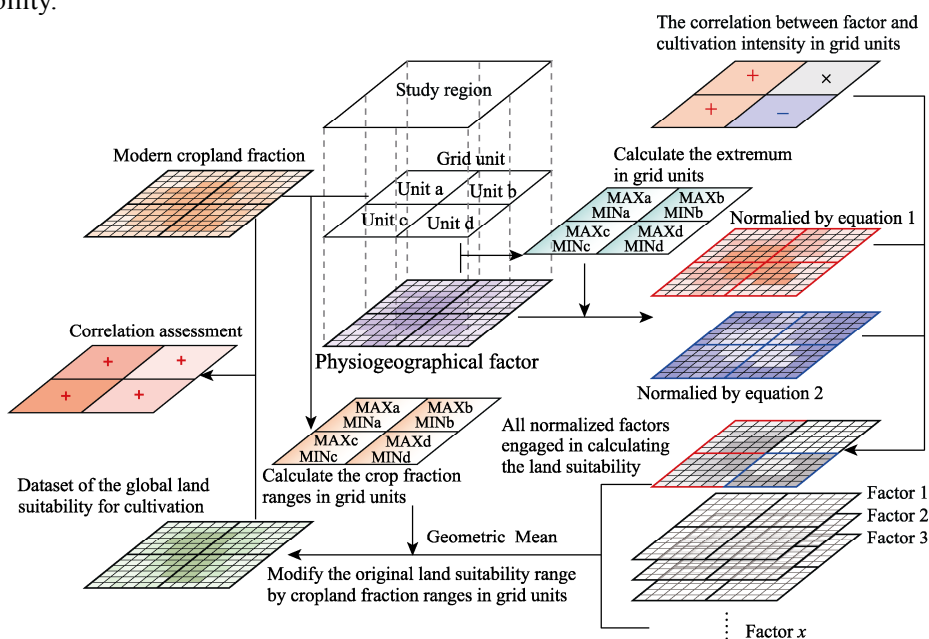 bility.
The correlation between factor and
cultivation intensity in grid units
+
×
+
−
Study region
Modern cropland fraction
Grid unit
Unit a
Unit b
Unit c
Unit d
Calculate the extremum
in grid units
MAXa
MINa
MAXb
MINb
MAXc
MINc
MAXd
MINd
Normalied by equation 1
Physiogeographical factor
Normalied by equation 2
Correlation assessment
+
+
+
+
MAXa
MINa
MAXb
MINb
MAXc
MINc
MAXd
MINd
Calculate the crop fraction
ranges in grid units
All normalized factors
engaged in calculating
the land suitability
Dataset of the global land
suitability for cultivation
Geometric Mean
Modify the original land suitability range
by cropland fraction ranges in grid units
Factor 1
Factor 2
Factor 3
Factor x